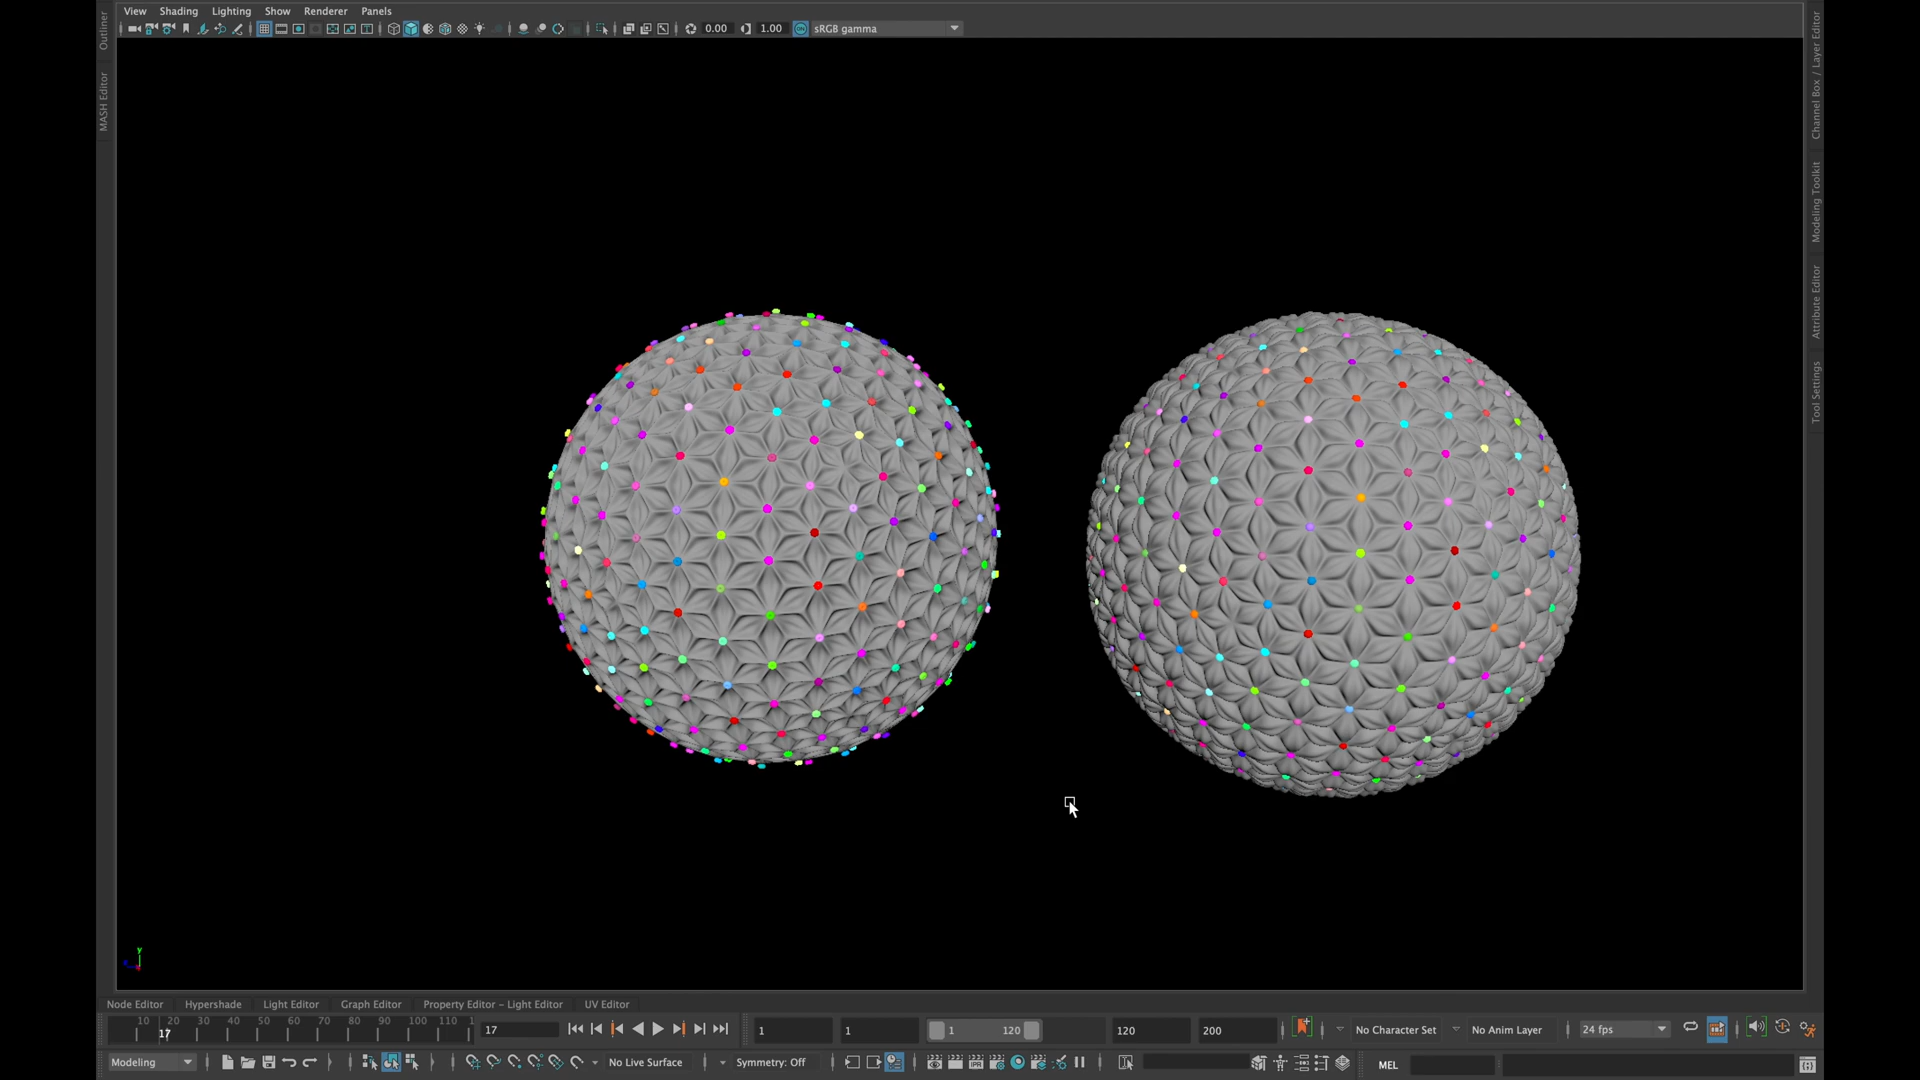 View Shading Lighting Show Renderer Panels
0.00 1.00 sRGB gamma
Outliner
MASH Editor
Channel Box / Layer Editor
Modeling Toolkit
Attribute Editor
Tool Settings
y
Node Editor Hypershade Light Editor Graph Editor Property Editor - Light Editor UV Editor
10 20 30 40 50 60 70 80 90 100 110 1
17
17
1 1 1 120 120 200 No Character Set No Anim Layer 24 fps
Modeling No Live Surface Symmetry: Off MEL